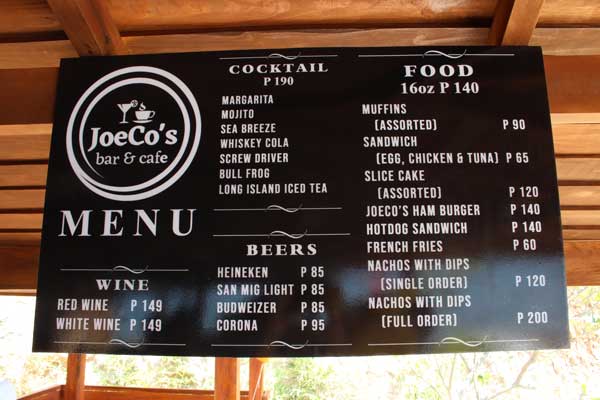 JoeCo's
bar & cafe
MENU
WINE
RED WINE P 149
WHITE WINE P 149
COCKTAIL
P 190
MARGARITA
MOJITO
SEA BREEZE
WHISKEY COLA
SCREW DRIVER
BULL FROG
LONG ISLAND ICED TEA
BEERS
HEINEKEN P 85
SAN MIG LIGHT P 85
BUDWEIZER P 85
CORONA P 95
FOOD
16oz P 140
MUFFINS
(ASSORTED) P 90
SANDWICH
(EGG, CHICKEN & TUNA) P 65
SLICE CAKE
(ASSORTED) P 120
JOECO'S HAM BURGER P 140
HOTDOG SANDWICH P 140
FRENCH FRIES P 60
NACHOS WITH DIPS
(SINGLE ORDER) P 120
NACHOS WITH DIPS
(FULL ORDER) P 200